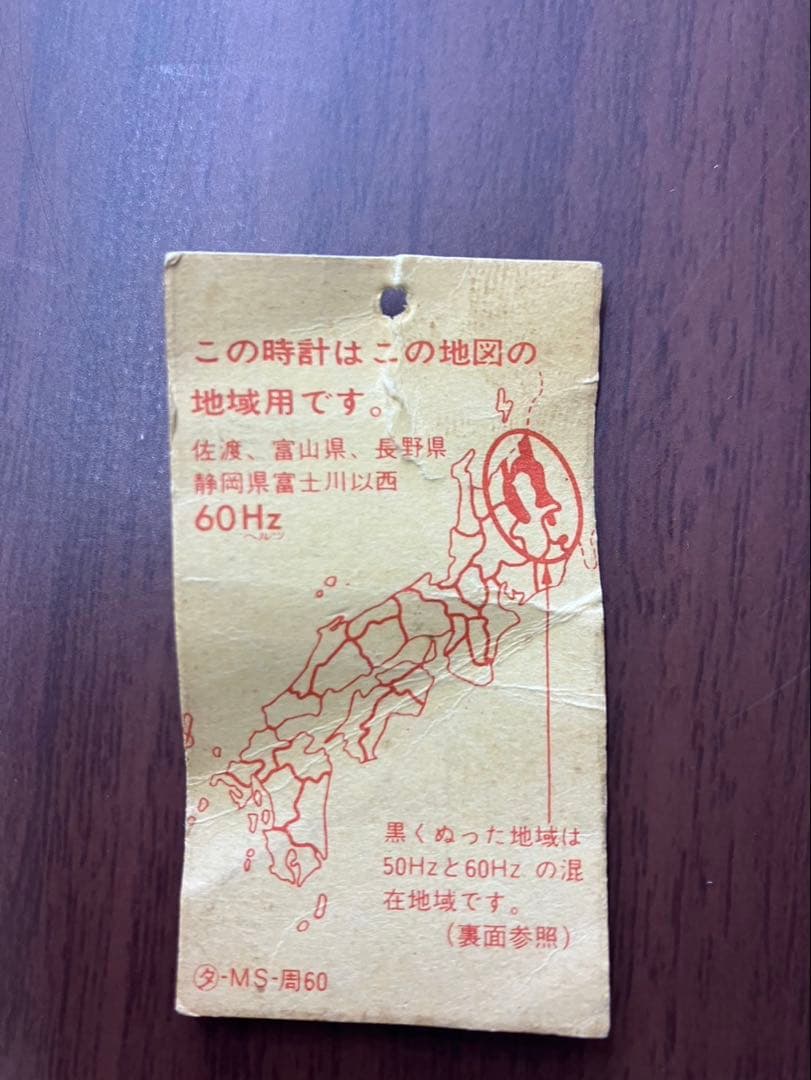 この時計はこの地図の
地域用です。
佐渡、富山県、長野県
静岡県富士川以西
60Hz
ヘルツ
黒くぬった地域は
50Hzと60Hz の混
在地域です。
(裏面参照)
㋟-MS-周60